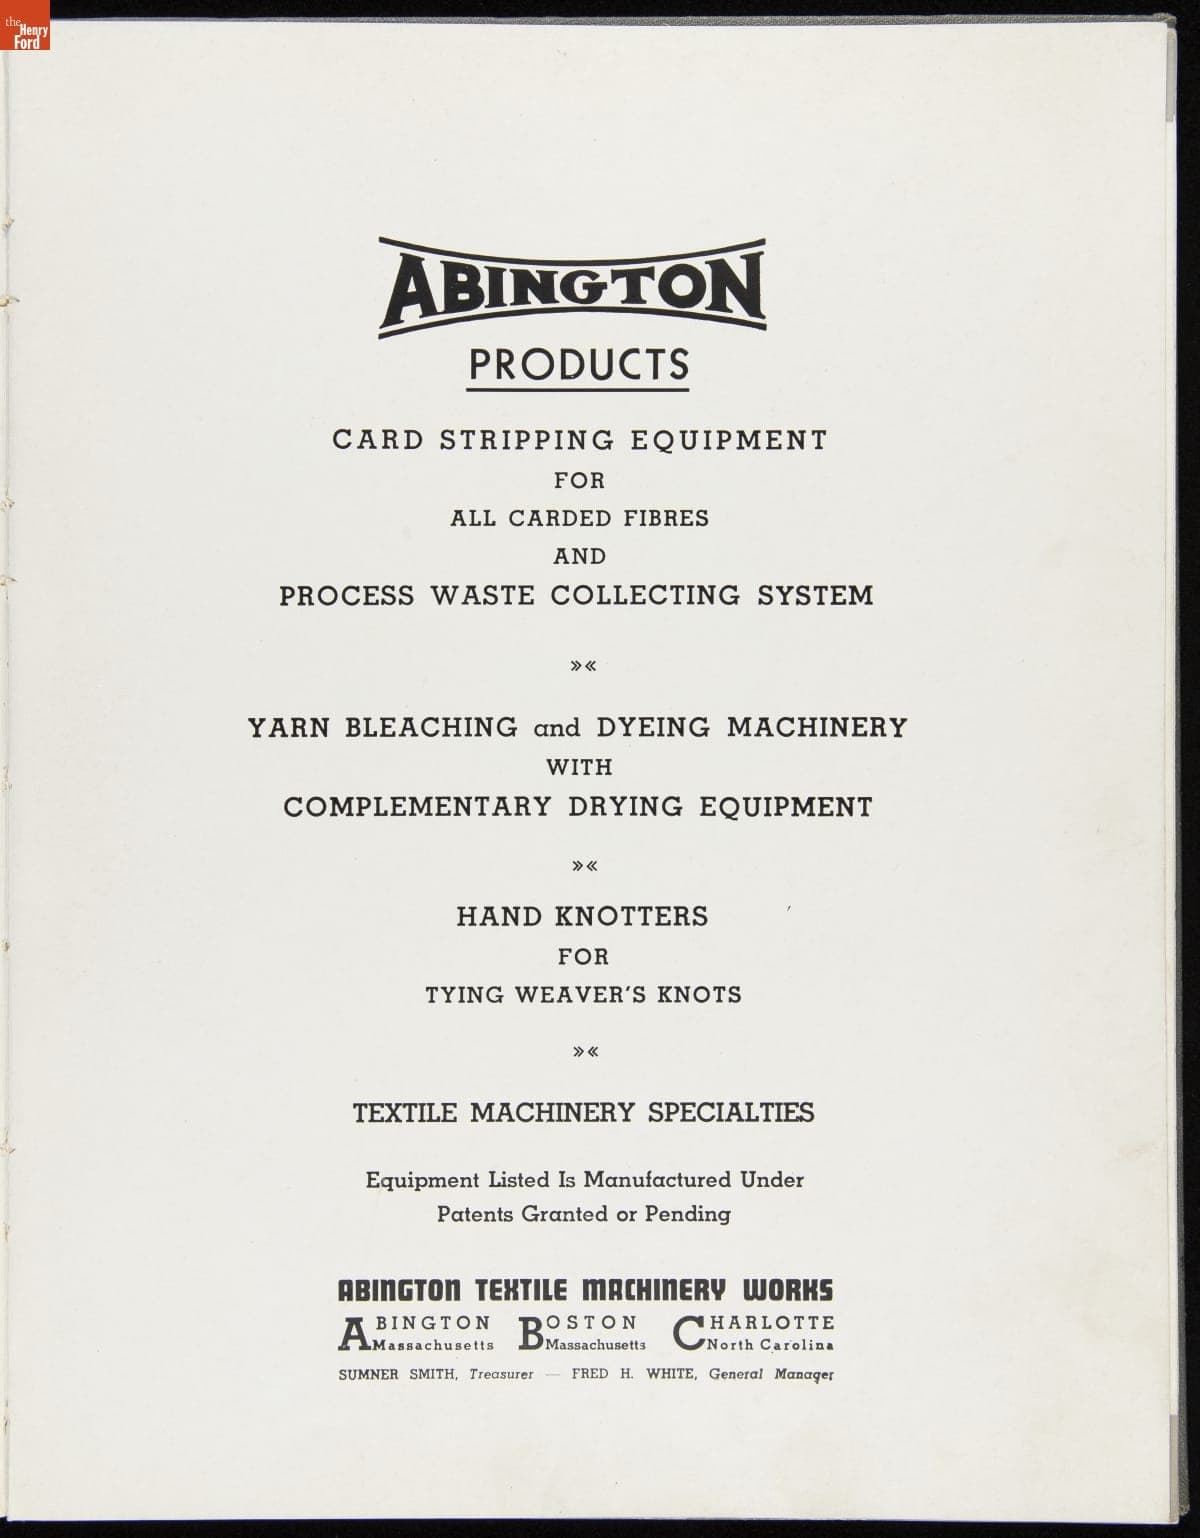 the
Henry
Ford
ABINGTON
PRODUCTS
CARD STRIPPING EQUIPMENT
FOR
ALL CARDED FIBRES
AND
PROCESS WASTE COLLECTING SYSTEM
»«
YARN BLEACHING and DYEING MACHINERY
WITH
COMPLEMENTARY DRYING EQUIPMENT
»«
HAND KNOTTERS
FOR
TYING WEAVER'S KNOTS
»«
TEXTILE MACHINERY SPECIALTIES
Equipment Listed Is Manufactured Under
Patents Granted or Pending
ABINGTON TEXTILE MACHINERY WORKS
ABINGTON BOSTON CHARLOTTE
Massachusetts Massachusetts North Carolina
SUMNER SMITH, Treasurer — FRED H. WHITE, General Manager